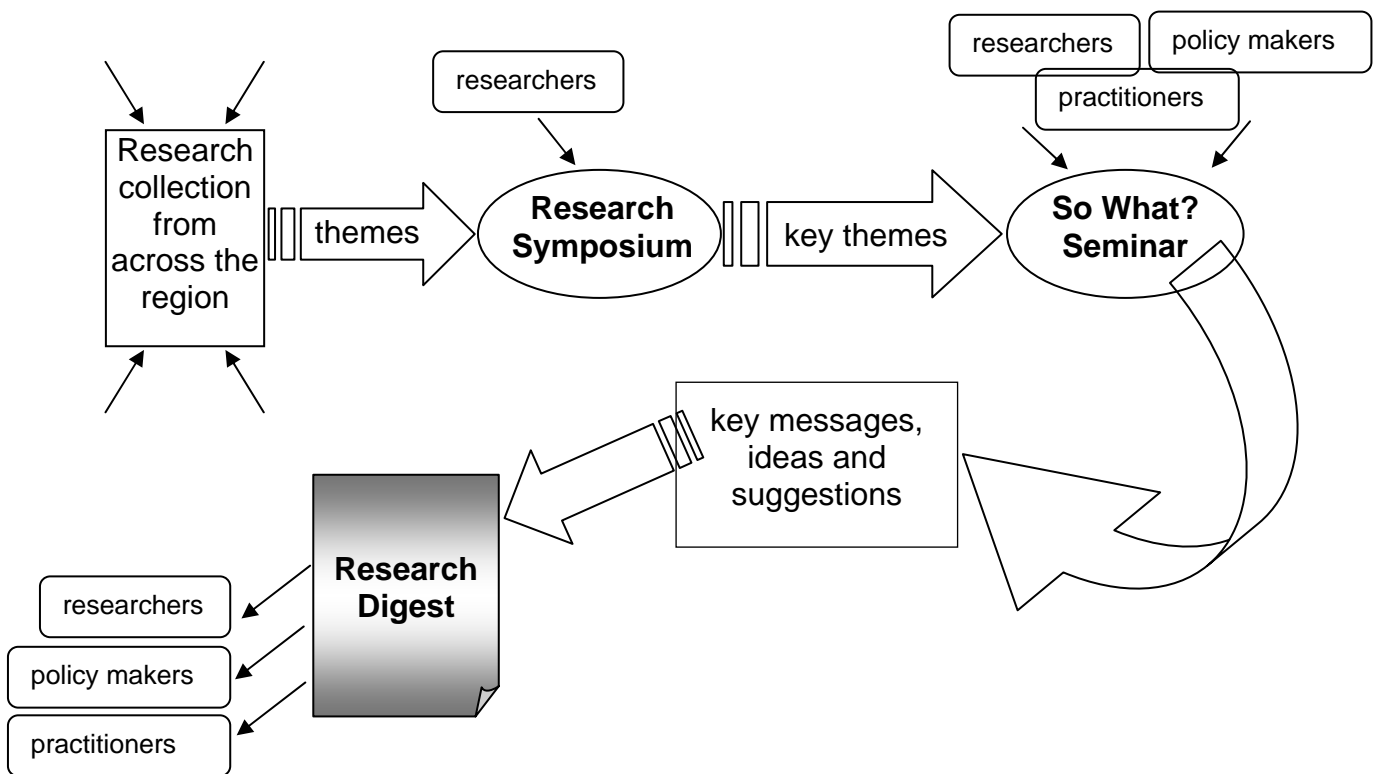 researchers
policy makers
practitioners
researchers
Research
collection
from
across the
region
themes
Research
Symposium
key themes
So What?
Seminar
key messages,
ideas and
suggestions
Research
Digest
researchers
policy makers
practitioners